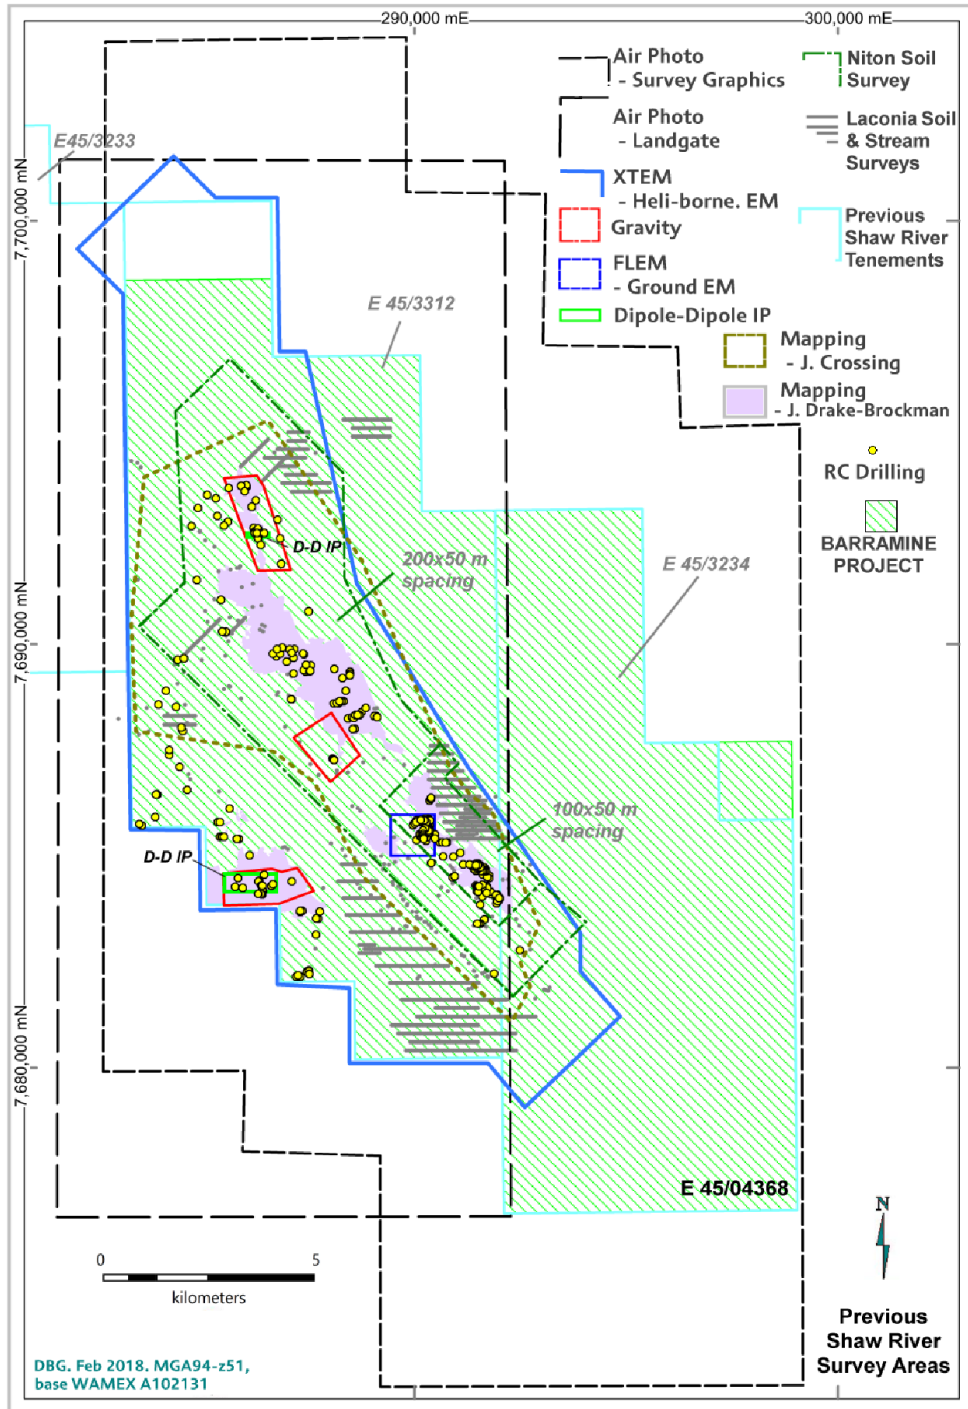 290,000 mE
300,000 mE
Air Photo
- Survey Graphics
Niton Soil
Survey
Air Photo
- Landgate
Laconia Soil
& Stream
Surveys
E45/3233
XTEM
- Heli-borne. EM
Gravity
Previous
Shaw River
Tenements
7,700,000 mN
FLEM
- Ground EM
E 45/3312
Dipole-Dipole IP
Mapping
- J. Crossing
Mapping
- J. Drake-Brockman
RC Drilling
D-D IP
200x50 m
spacing
BARRAMINE
PROJECT
E 45/3234
7,690,000 mN
100x50 m
spacing
D-D IP
7,680,000 mN
E 45/04368
N
0
5
kilometers
Previous
Shaw River
Survey Areas
DBG. Feb 2018. MGA94-z51,
base WAMEX A102131